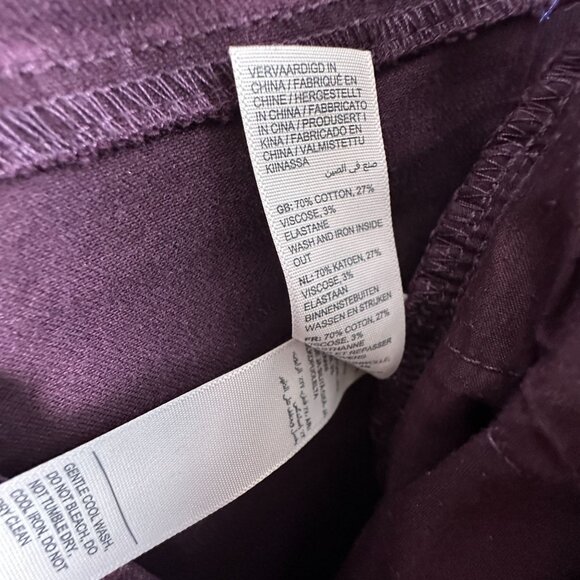 VERVAARDIGD IN
CHINA / FABRIQUÉ EN
CHINE / HERGESTELLT
IN CHINA / FABBRICATO
IN CINA / PRODUSERT I
KINA / FABRICADO EN
CHINA / VALMISTETTU
KIINASSA
صنع في الصين
GB: 70% COTTON, 27%
VISCOSE, 3%
ELASTANE
WASH AND IRON INSIDE
OUT
NL: 70% KATOEN, 27%
VISCOSE, 3%
ELASTAAN
BINNENSTEBUITEN
WASSEN EN STRIJKEN
FR: 70% COTON, 27%
VISCOSE, 3%
REPASSER
GENTLE COOL WASH,
DO NOT BLEACH, DO
NOT TUMBLE DRY,
COOL IRON, DO NOT
DRY CLEAN